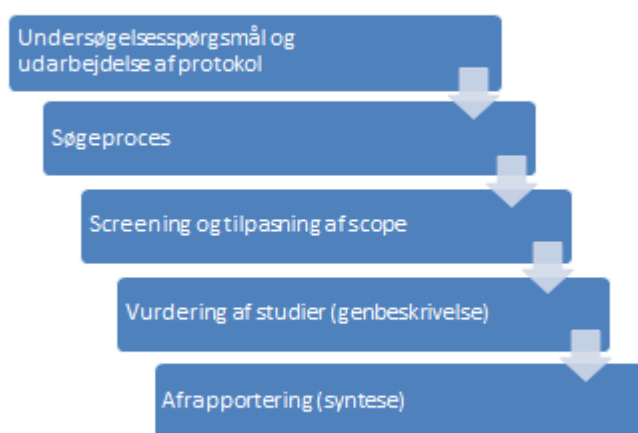 Undersøgelsesspørgsmål og
udarbejdelse af protokol
Søgeproces
Screening og tilpasning af scope
Vurdering af studier (genbeskrivelse)
Afrapportering (syntese)